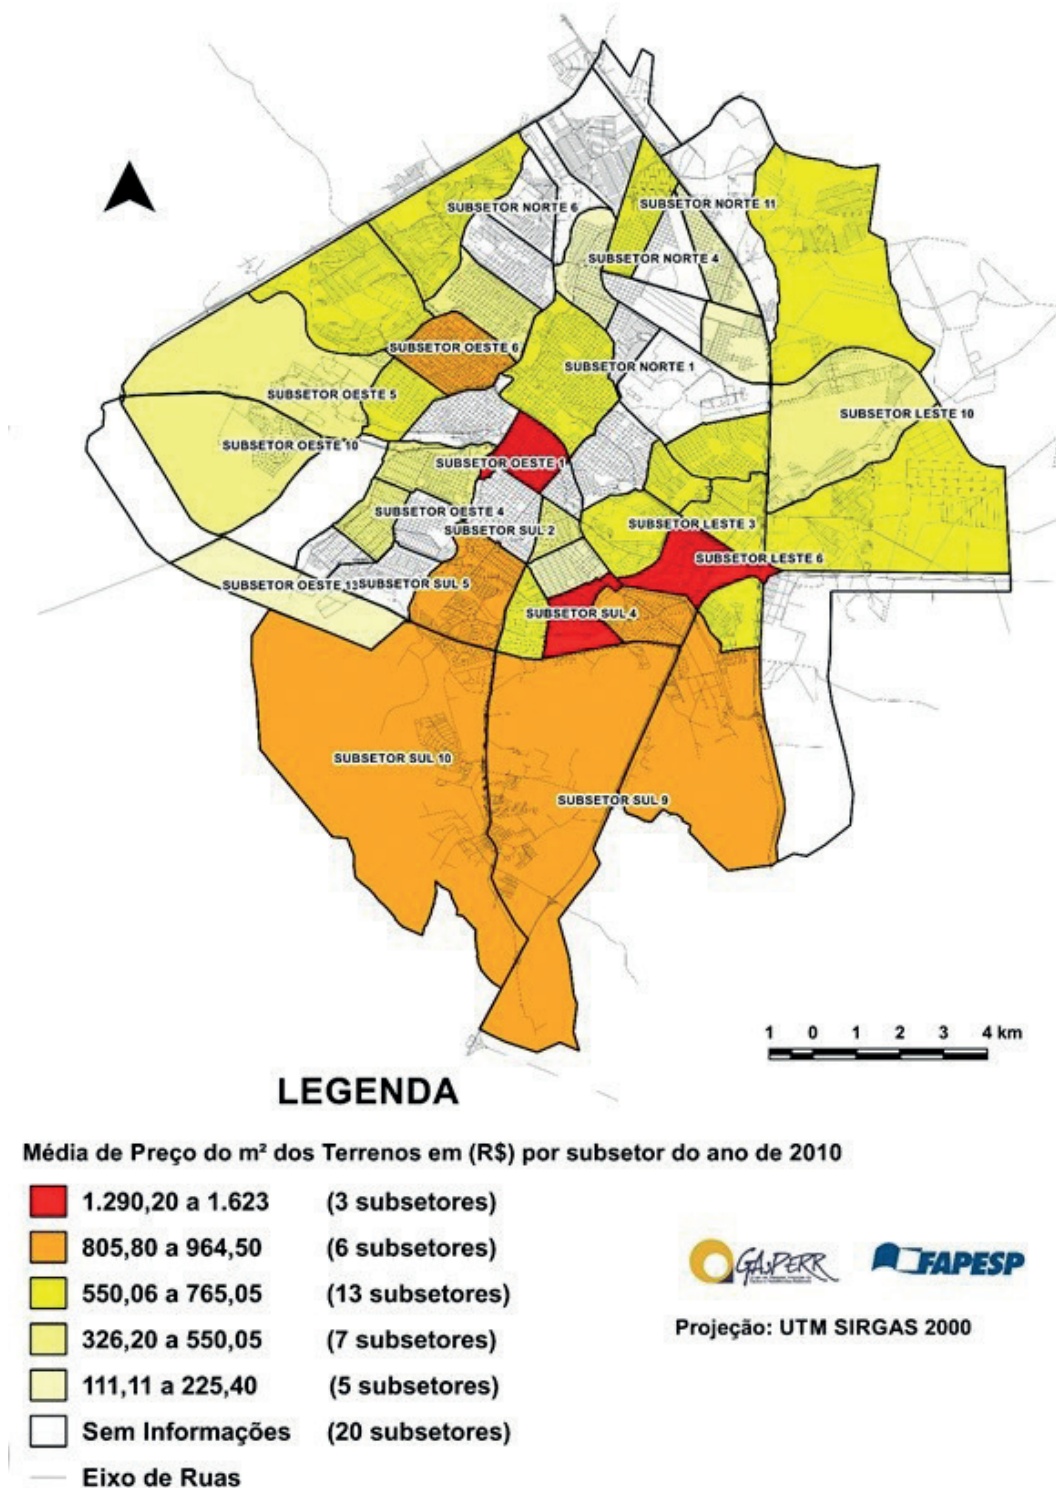 SUBSETOR NORTE 6
SUBSETOR NORTE 11
SUBSETOR NORTE 4
SUBSETOR OESTE 6
SUBSETOR NORTE 1
SUBSETOR OESTE 5
SUBSETOR LESTE 10
SUBSETOR OESTE 10
SUBSETOR OESTE 1
SUBSETOR OESTE 4
SUBSETOR LESTE 3
SUBSETOR SUL 2
SUBSETOR LESTE 6
SUBSETOR OESTE 13
SUBSETOR SUL 5
SUBSETOR SUL 4
SUBSETOR SUL 10
SUBSETOR SUL 9
1 0 1 2 3 4 km
LEGENDA
Média de Preço do m² dos Terrenos em (R$) por subsetor do ano de 2010
1.290,20 a 1.623 (3 subsetores)
805,80 a 964,50 (6 subsetores)
550,06 a 765,05 (13 subsetores)
326,20 a 550,05 (7 subsetores)
111,11 a 225,40 (5 subsetores)
Sem Informações (20 subsetores)
Eixo de Ruas
GAsPERR
FAPESP
Projeção: UTM SIRGAS 2000